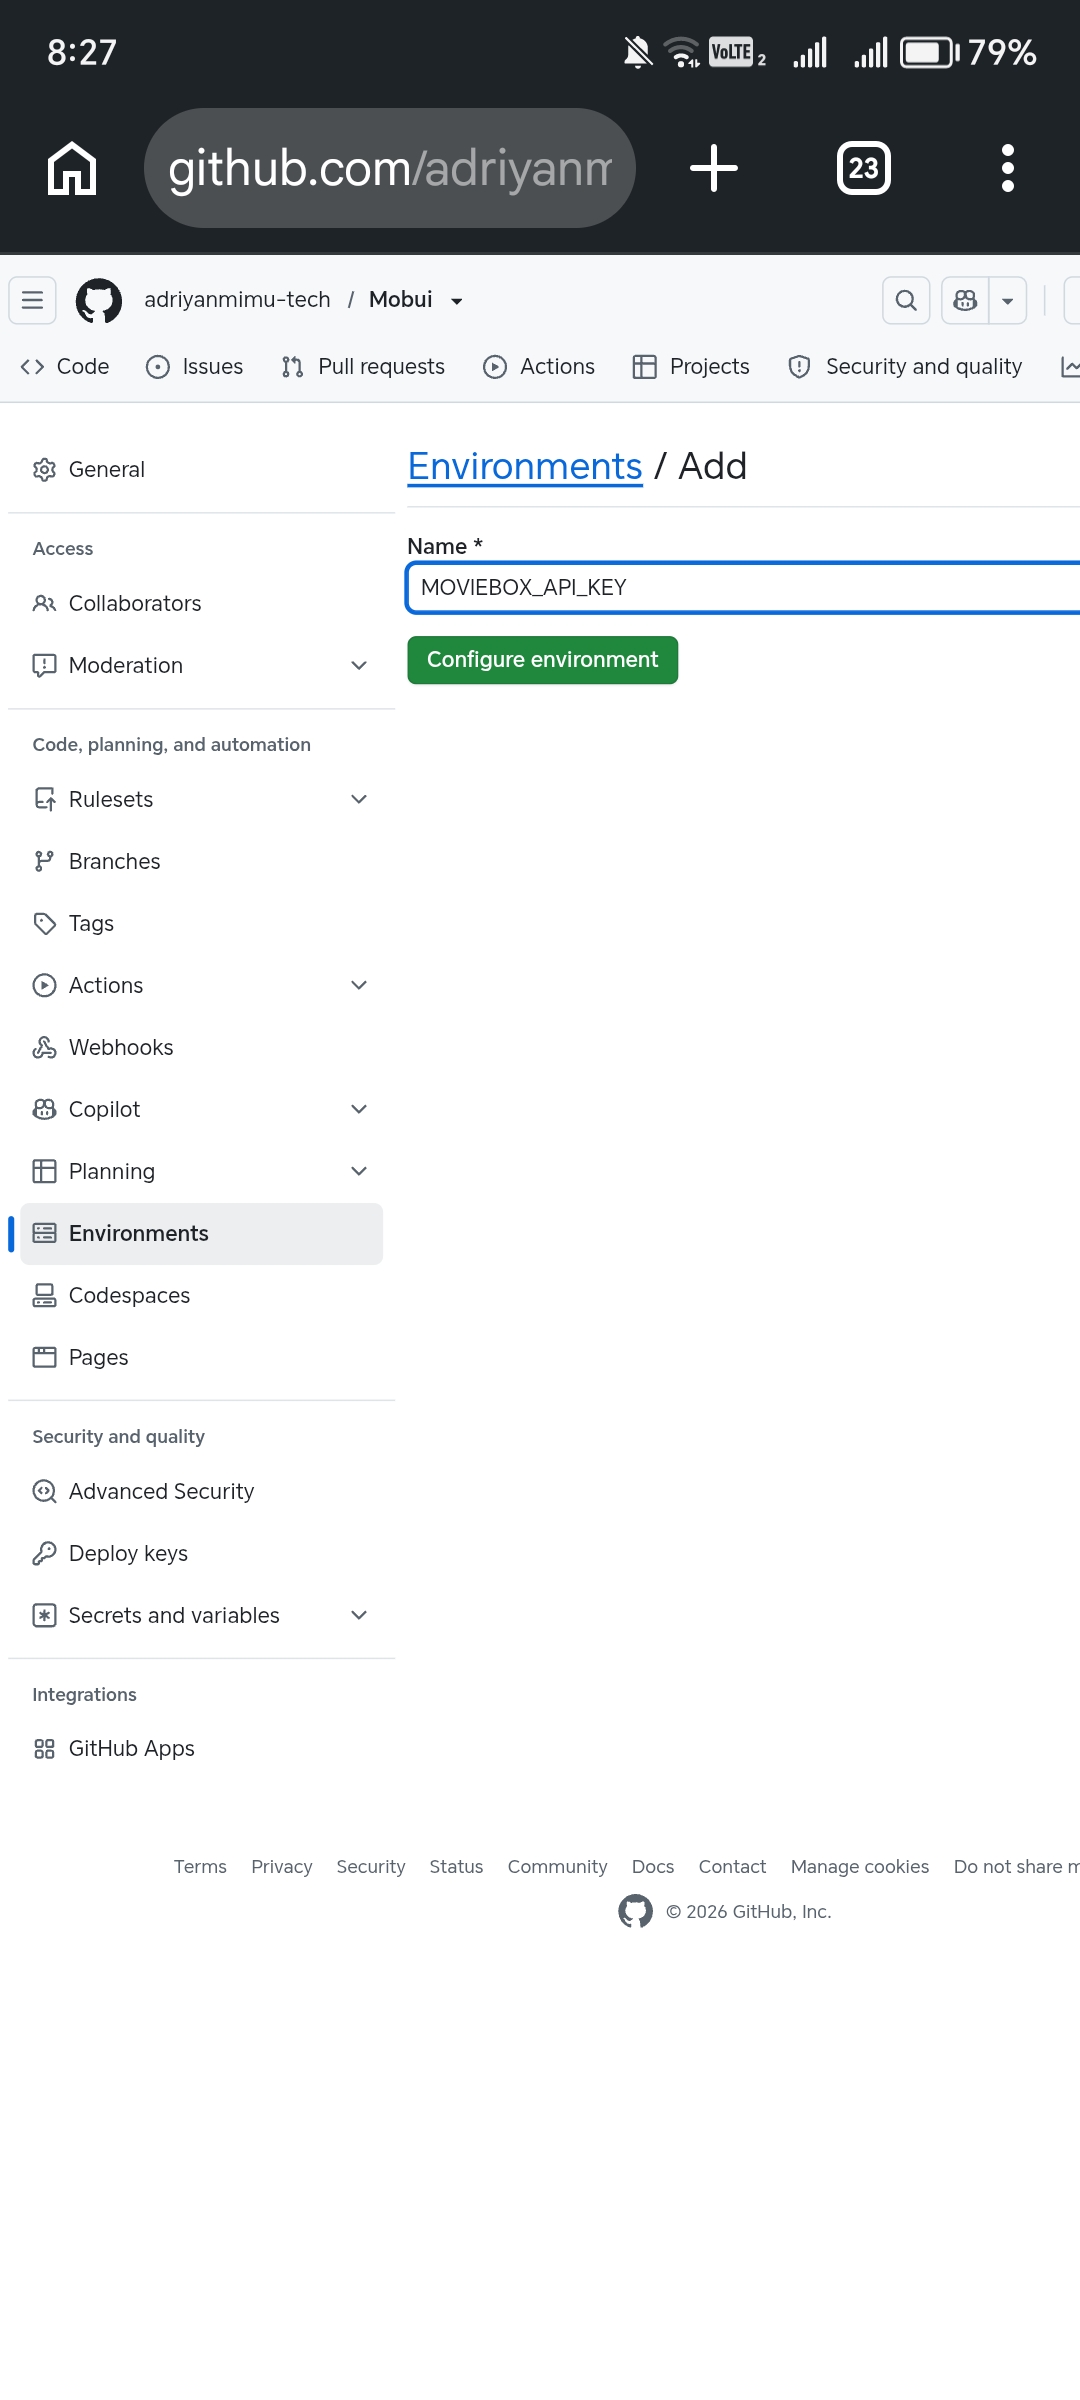 8:27
VoLTE 2 79%
github.com/adriyanm
23
adriyanmimu-tech / Mobui
Code Issues Pull requests Actions Projects Security and quality
General
Environments / Add
Name *
MOVIEBOX_API_KEY
Configure environment
Access
Collaborators
Moderation
Code, planning, and automation
Rulesets
Branches
Tags
Actions
Webhooks
Copilot
Planning
Environments
Codespaces
Pages
Security and quality
Advanced Security
Deploy keys
Secrets and variables
Integrations
GitHub Apps
Terms Privacy Security Status Community Docs Contact Manage cookies Do not share m
© 2026 GitHub, Inc.